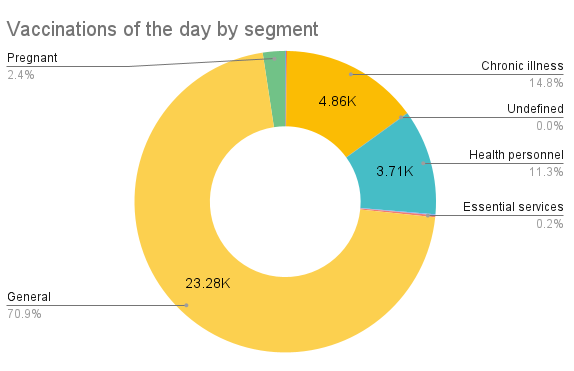 Vaccinations of the day by segment
Pregnant
2.4%
Chronic illness
14.8%
4.86K
Undefined
0.0%
Health personnel
11.3%
3.71K
Essential services
0.2%
23.28K
General
70.9%